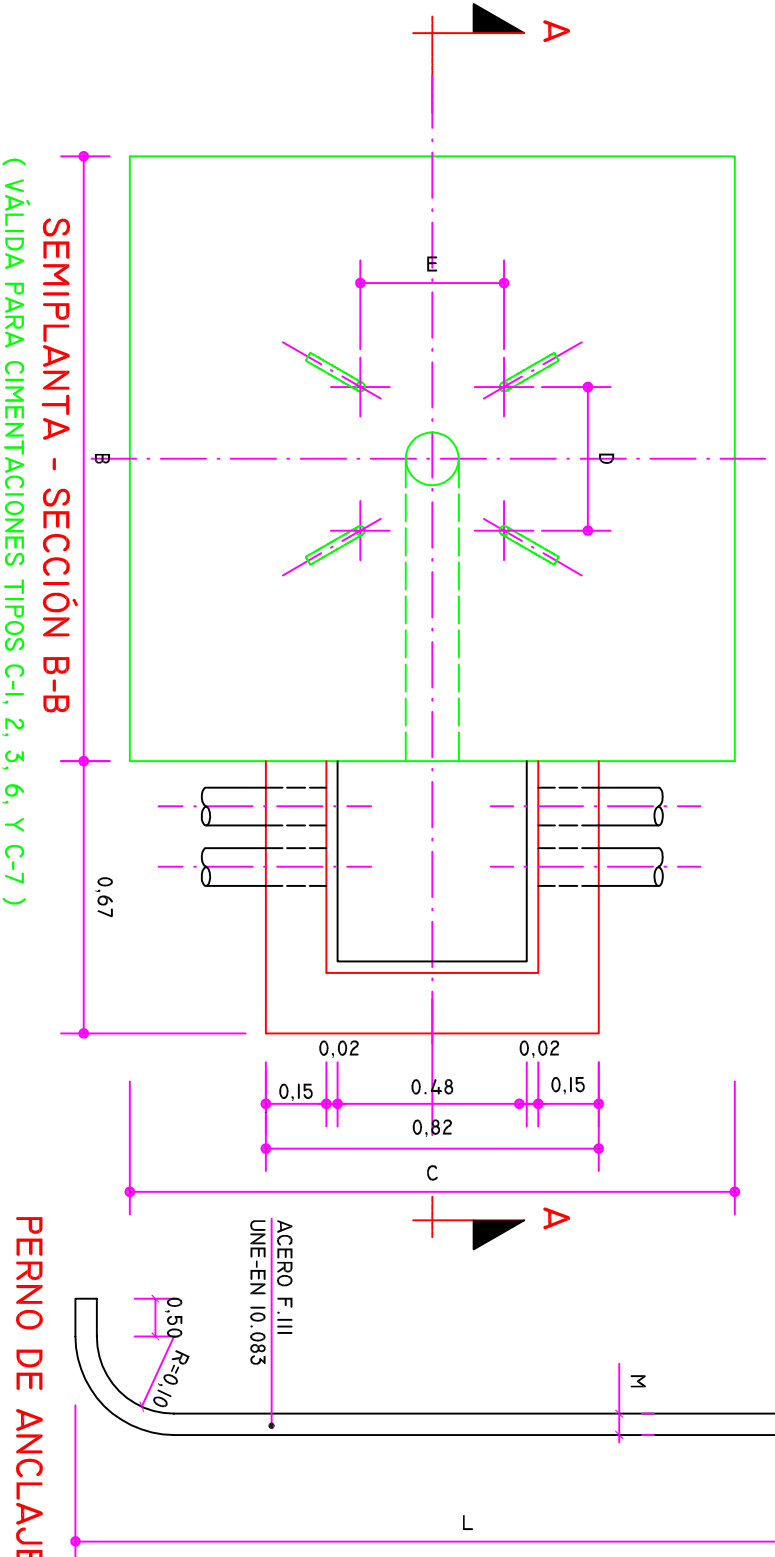 A
E
D
B
SEMIPLANTA - SECCIÓN B-B
( VÁLIDA PARA CIMENTACIONES TIPOS C-1, 2, 3, 6, Y C-7 )
0,67
0,02
0,02
0,15
0.48
0,15
0,82
C
A
ACERO F.III
UNE-EN 10.083
0,50
R=0,10
M
L
PERNO DE ANCLAJE